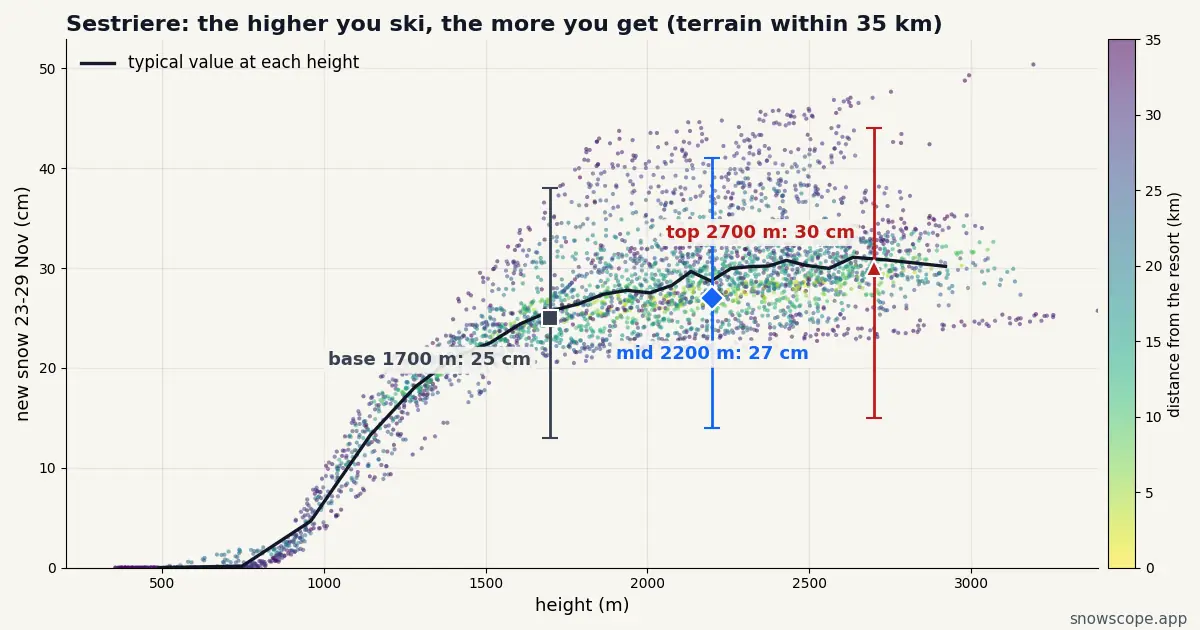 Sestriere: the higher you ski, the more you get (terrain within 35 km)
typical value at each height
new snow 23-29 Nov (cm)
50
40
30
20
10
0
top 2700 m: 30 cm
mid 2200 m: 27 cm
base 1700 m: 25 cm
500
1000
1500
2000
2500
3000
height (m)
35
30
25
20
15
10
5
0
distance from the resort (km)
snowscope.app